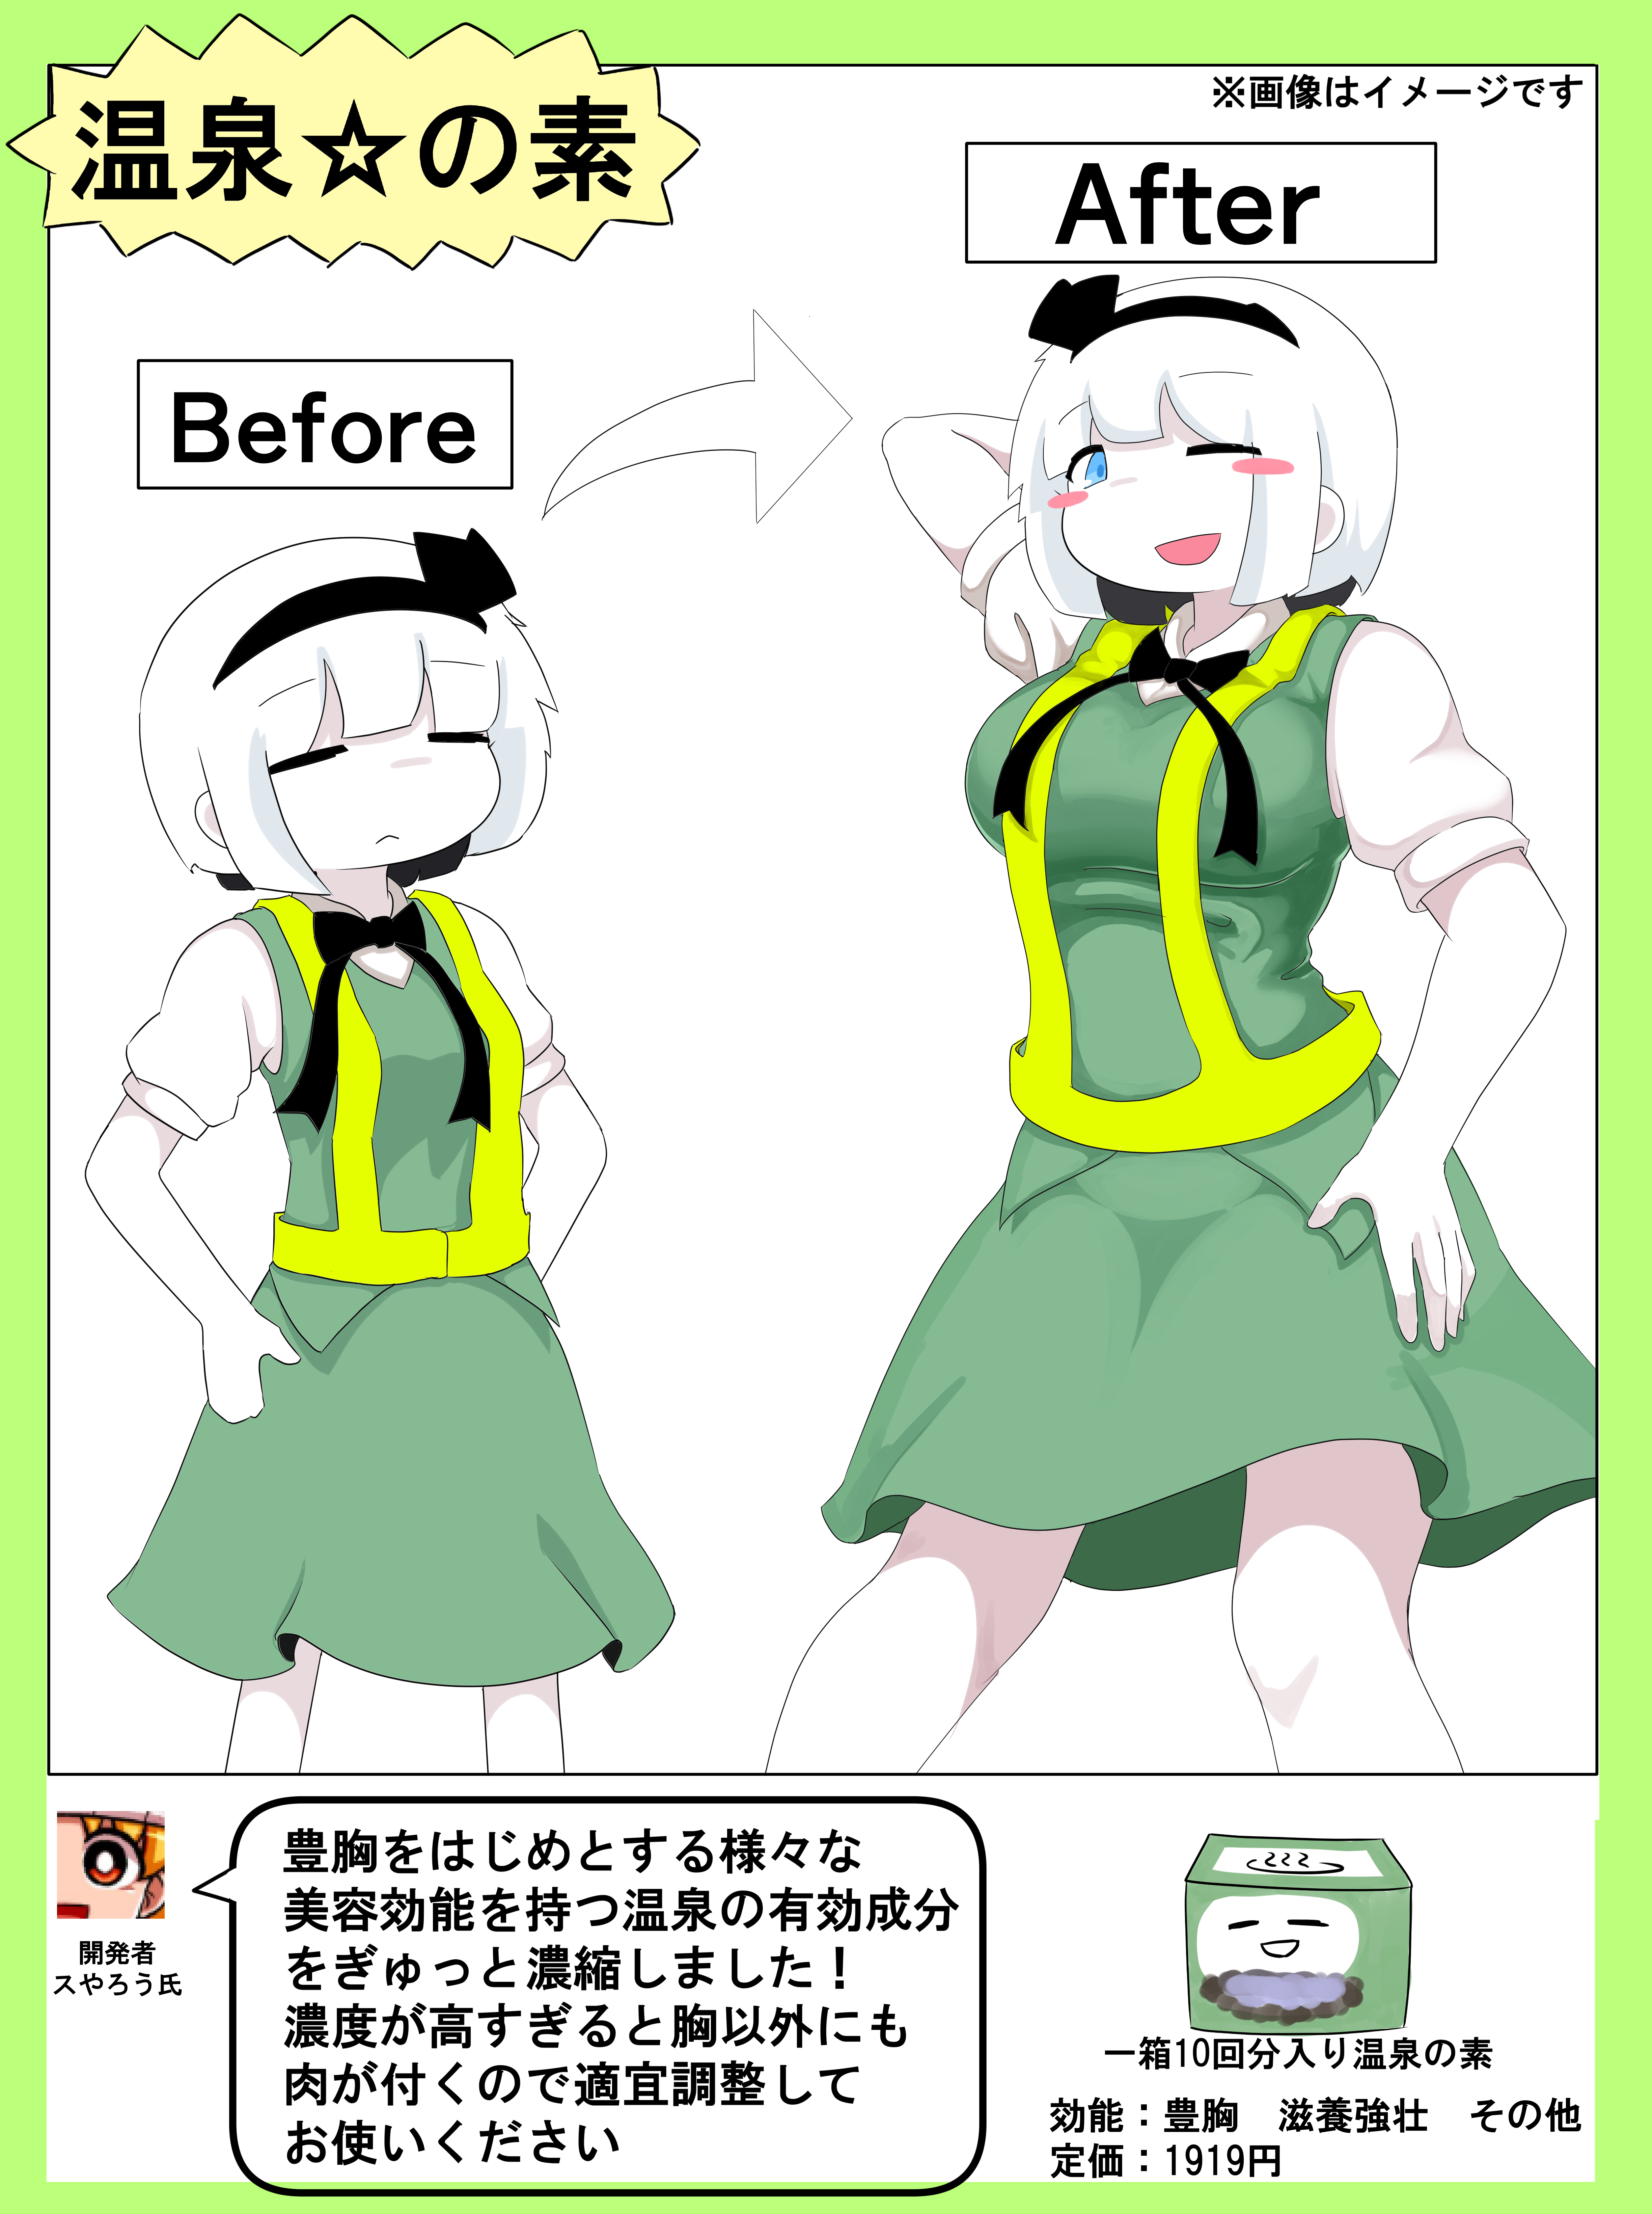 温泉☆の素
※画像はイメージです
After
Before
豊胸をはじめとする様々な
美容効能を持つ温泉の有効成分
をぎゅっと濃縮しました！
濃度が高すぎると胸以外にも
肉が付くので適宜調整して
お使いください
開発者
スやろう氏
一箱10回分入り温泉の素
効能：豊胸　滋養強壮　その他
定価：1919円